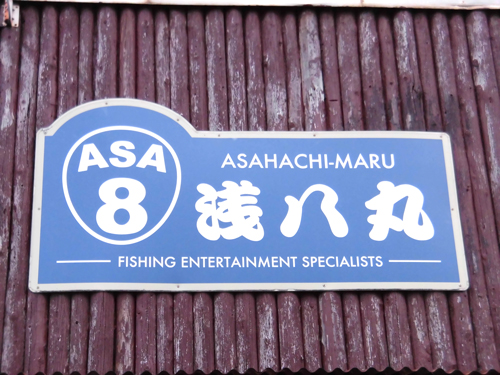 ASA
8
ASAHACHI-MARU
浅八丸
FISHING ENTERTAINMENT SPECIALISTS